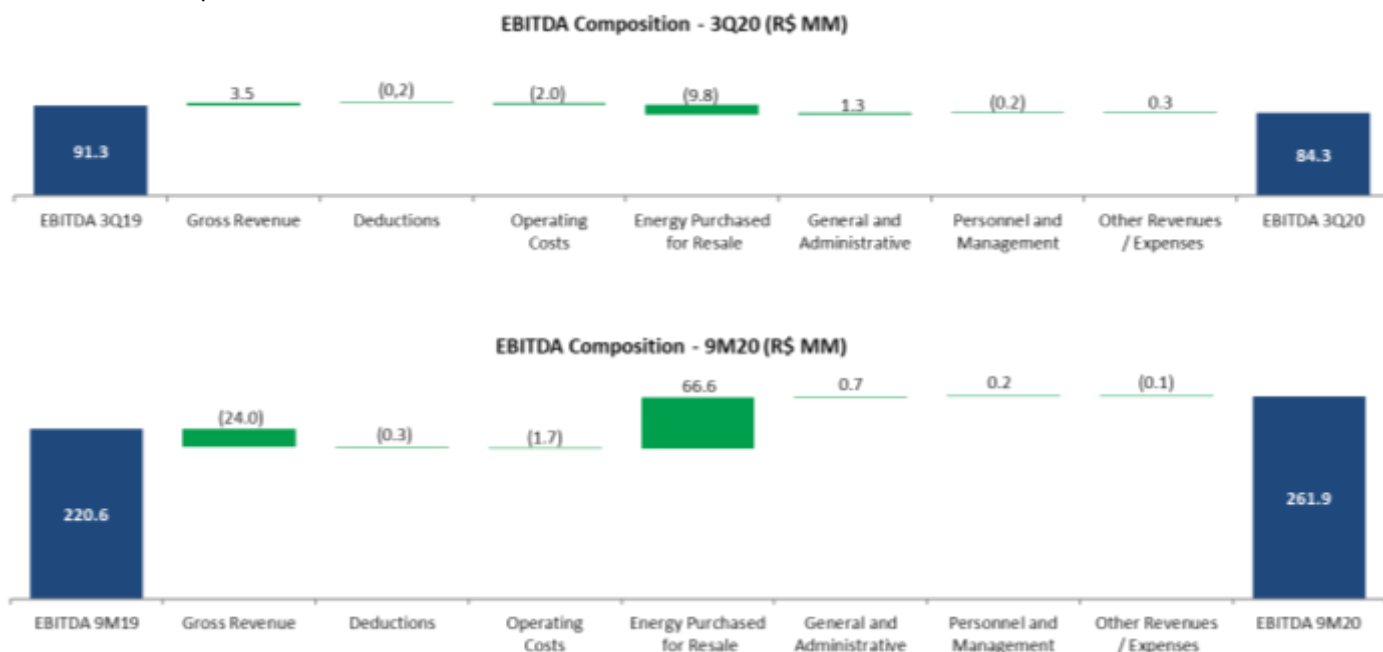 EBITDA Composition - 3Q20 (R$ MM)
3.5 (0,2) (2.0) (9.8) 1.3 (0.2) 0.3
91.3 84.3
EBITDA 3Q19 Gross Revenue Deductions Operating Energy Purchased General and Personnel and Other Revenues EBITDA 3Q20
Costs for Resale Administrative Management / Expenses
EBITDA Composition - 9M20 (R$ MM)
66.6 0.7 0.2 (0.1)
(24.0) (0.3) (1.7)
220.6 261.9
EBITDA 9M19 Gross Revenue Deductions Operating Energy Purchased General and Personnel and Other Revenues EBITDA 9M20
Costs for Resale Administrative Management / Expenses